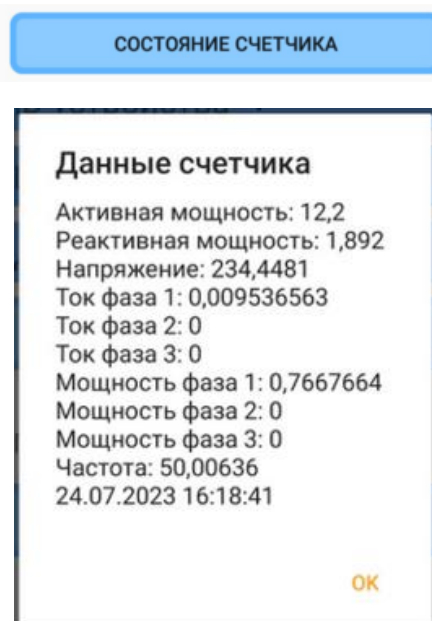 СОСТОЯНИЕ СЧЕТЧИКА
Данные счетчика
Активная мощность: 12,2
Реактивная мощность: 1,892
Напряжение: 234,4481
Ток фаза 1: 0,009536563
Ток фаза 2: 0
Ток фаза 3: 0
Мощность фаза 1: 0,7667664
Мощность фаза 2: 0
Мощность фаза 3: 0
Частота: 50,00636
24.07.2023 16:18:41
ОК